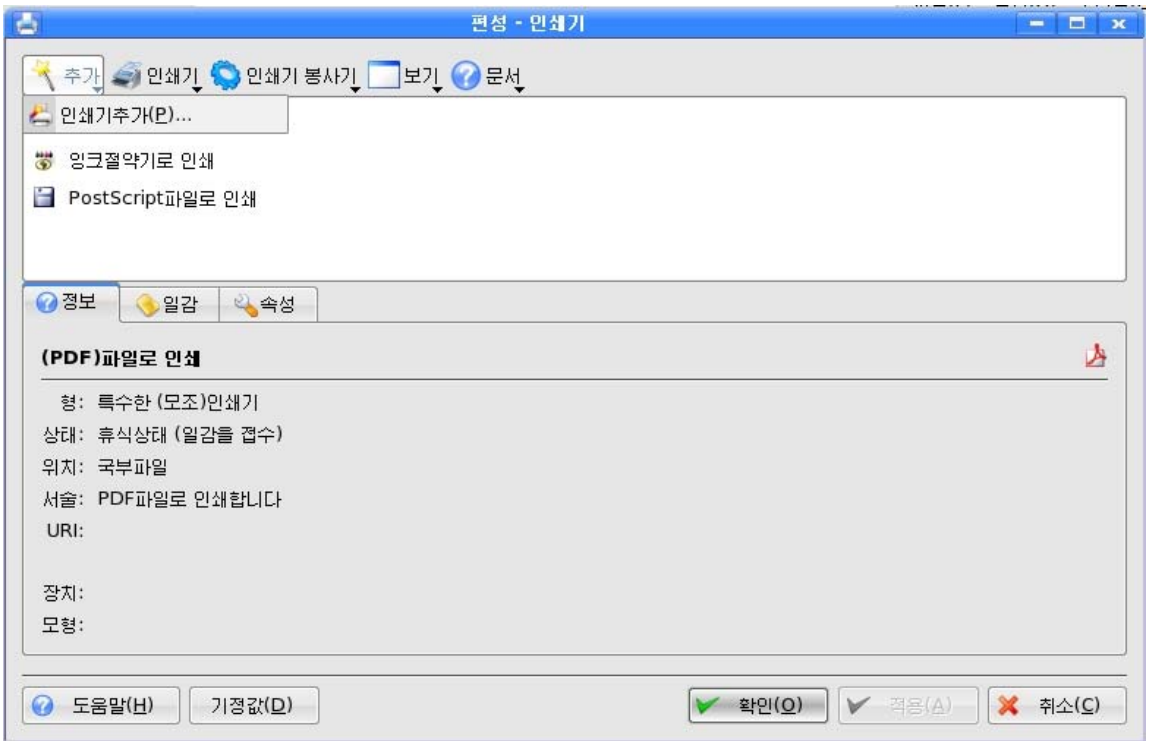 편성 - 인쇄기
추가 인쇄기 인쇄기 봉사기 보기 문서
인쇄기추가(P)...
잉크절약기로 인쇄
PostScript파일로 인쇄
정보 일감 속성
(PDF)파일로 인쇄
형: 특수한 (모조)인쇄기
상태: 휴식상태 (일감을 접수)
위치: 국부파일
서술: PDF파일로 인쇄합니다
URI:
장치:
모형:
도움말(H) 기정값(D) 확인(O) 적용(A) 취소(C)